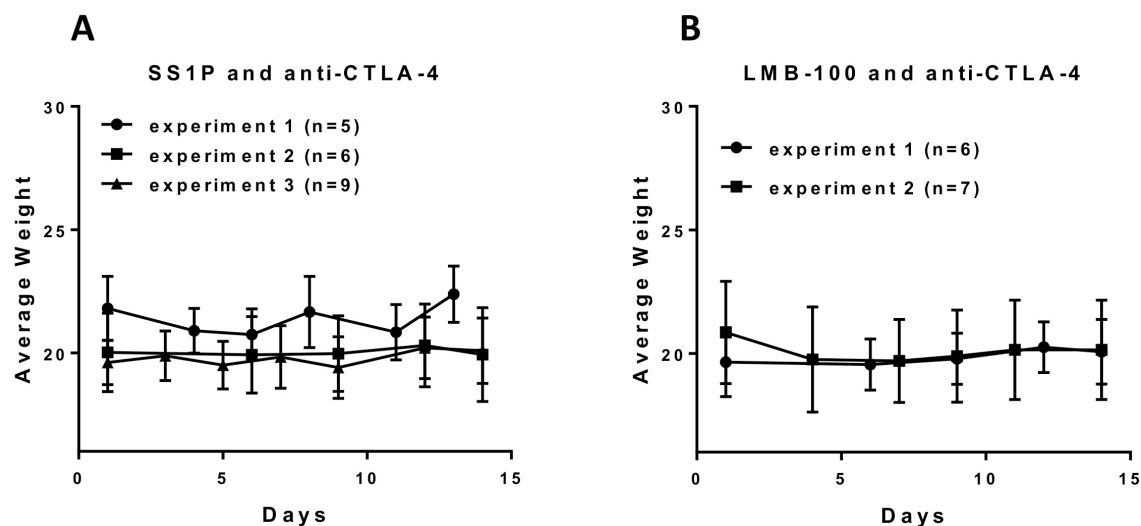 A
SS1P and anti-CTLA-4
30
25
20
Average Weight
experiment 1 (n=5)
experiment 2 (n=6)
experiment 3 (n=9)
0 5 10 15
Days
B
LMB-100 and anti-CTLA-4
30
25
20
Average Weight
experiment 1 (n=6)
experiment 2 (n=7)
0 5 10 15
Days